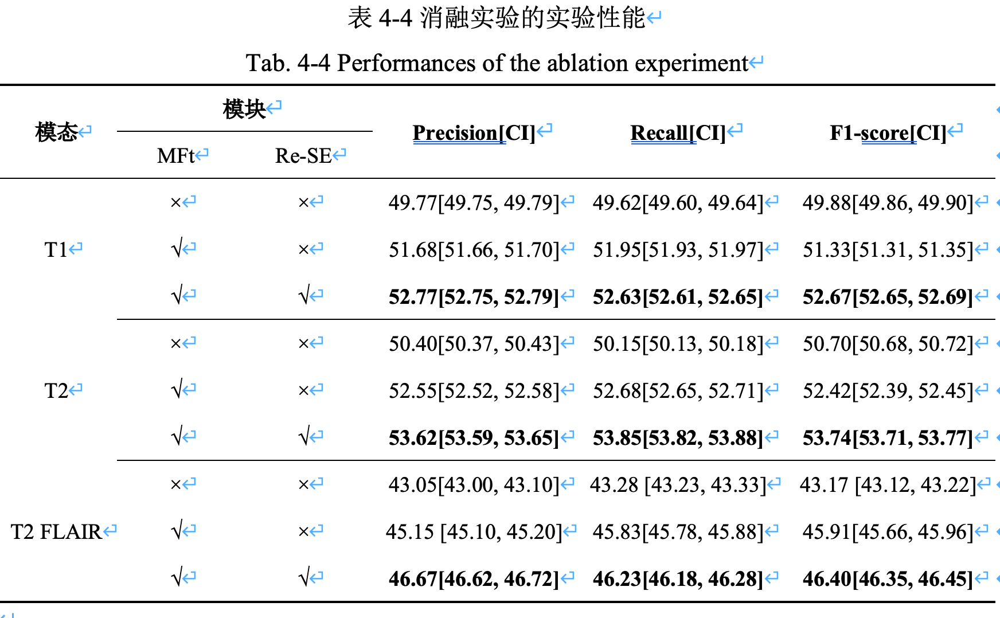 表 4-4 消融实验的实验性能
Tab. 4-4 Performances of the ablation experiment
模态 模块 Precision[CI] Recall[CI] F1-score[CI]
MFt Re-SE
× × 49.77[49.75, 49.79] 49.62[49.60, 49.64] 49.88[49.86, 49.90]
T1 √ × 51.68[51.66, 51.70] 51.95[51.93, 51.97] 51.33[51.31, 51.35]
√ √ 52.77[52.75, 52.79] 52.63[52.61, 52.65] 52.67[52.65, 52.69]
× × 50.40[50.37, 50.43] 50.15[50.13, 50.18] 50.70[50.68, 50.72]
T2 √ × 52.55[52.52, 52.58] 52.68[52.65, 52.71] 52.42[52.39, 52.45]
√ √ 53.62[53.59, 53.65] 53.85[53.82, 53.88] 53.74[53.71, 53.77]
× × 43.05[43.00, 43.10] 43.28 [43.23, 43.33] 43.17 [43.12, 43.22]
T2 FLAIR √ × 45.15 [45.10, 45.20] 45.83[45.78, 45.88] 45.91[45.66, 45.96]
√ √ 46.67[46.62, 46.72] 46.23[46.18, 46.28] 46.40[46.35, 46.45]